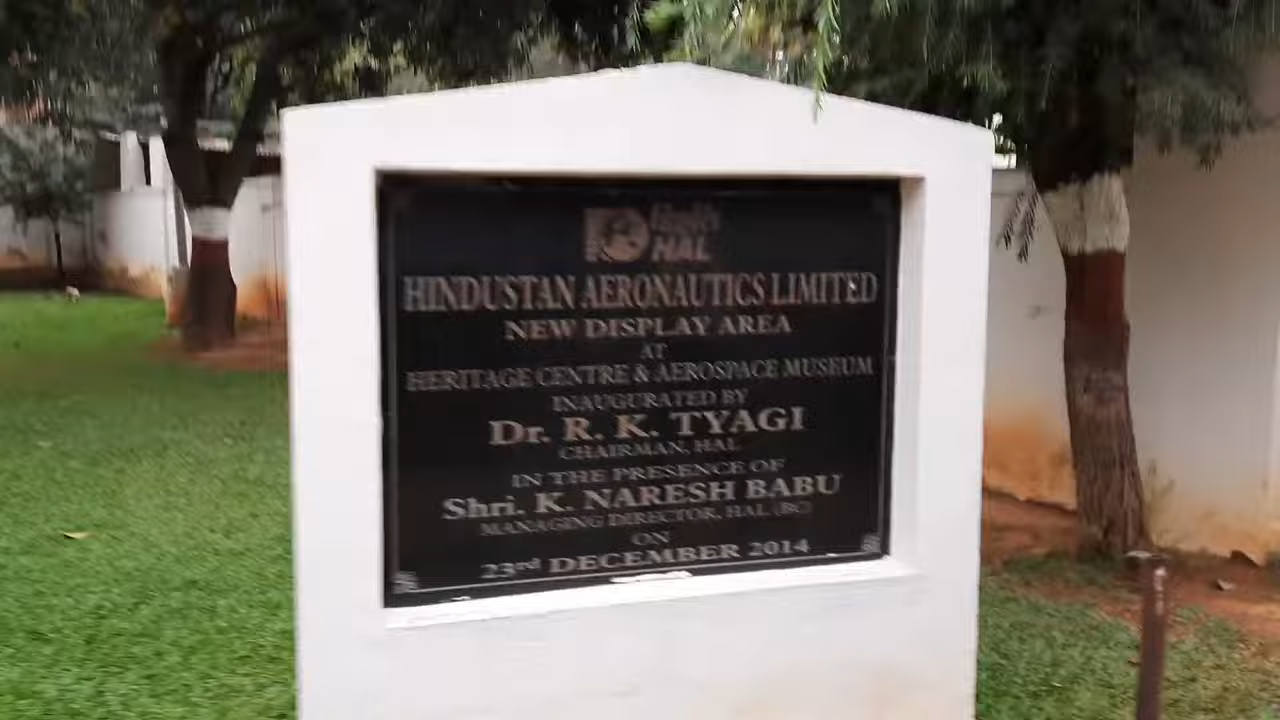 HAL
HINDUSTAN AERONAUTICS LIMITED
NEW DISPLAY AREA
AT
HERITAGE CENTRE & AEROSPACE MUSEUM
INAUGURATED BY
Dr. R. K. TYAGI
CHAIRMAN, HAL
IN THE PRESENCE OF
Shri. K. NARESH BABU
MANAGING DIRECTOR, HAL (BC)
ON
23rd DECEMBER 2014